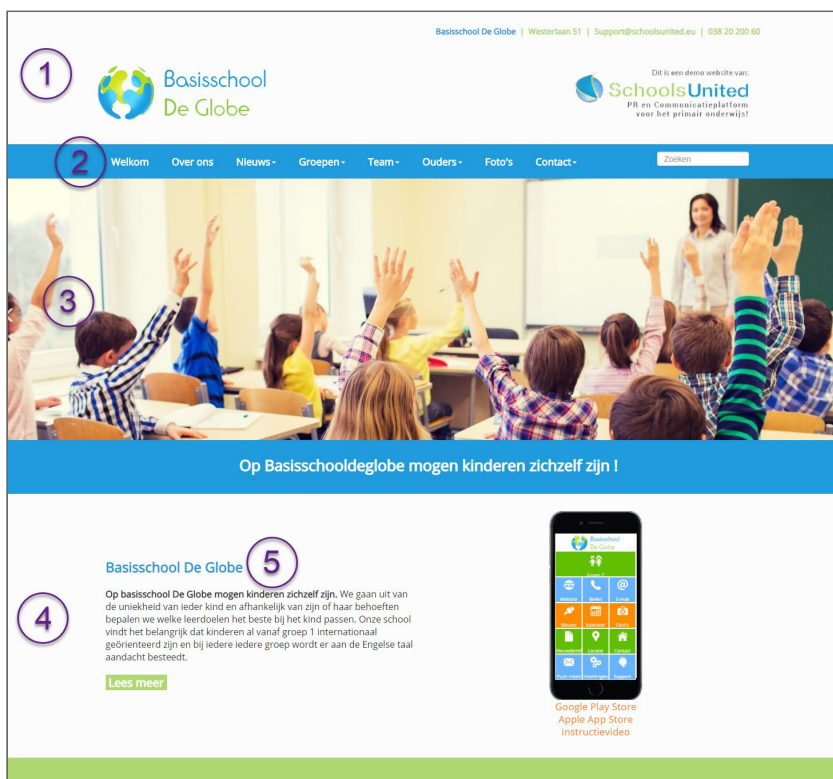 Basisschool De Globe | Westerlaan 51 | Support@schoolsunited.eu | 038 20 200 60
1
Basisschool
De Globe
Dit is een demo website van:
SchoolsUnited
PR en Communicatieplatform
voor het primair onderwijs!
2
Welkom Over ons Nieuws Groepen Team Ouders Foto's Contact Zoeken
3
Op Basisschooldeglobe mogen kinderen zichzelf zijn !
Basisschool De Globe 5
4
Op basisschool De Globe mogen kinderen zichzelf zijn. We gaan uit van
de uniekheid van ieder kind en afhankelijk van zijn of haar behoeften
bepalen we welke leerdoelen het beste bij het kind passen. Onze school
vindt het belangrijk dat kinderen al vanaf groep 1 internationaal
geörienteerd zijn en bij iedere iedere groep wordt er aan de Engelse taal
aandacht besteedt.
Lees meer
Basisschool
De Globe
Website Bellen E-mail
Nieuws Kalender Foto's
Nieuwsbrief Locatie Contact
Push notes Instellingen Support
Google Play Store
Apple App Store
Instructievideo